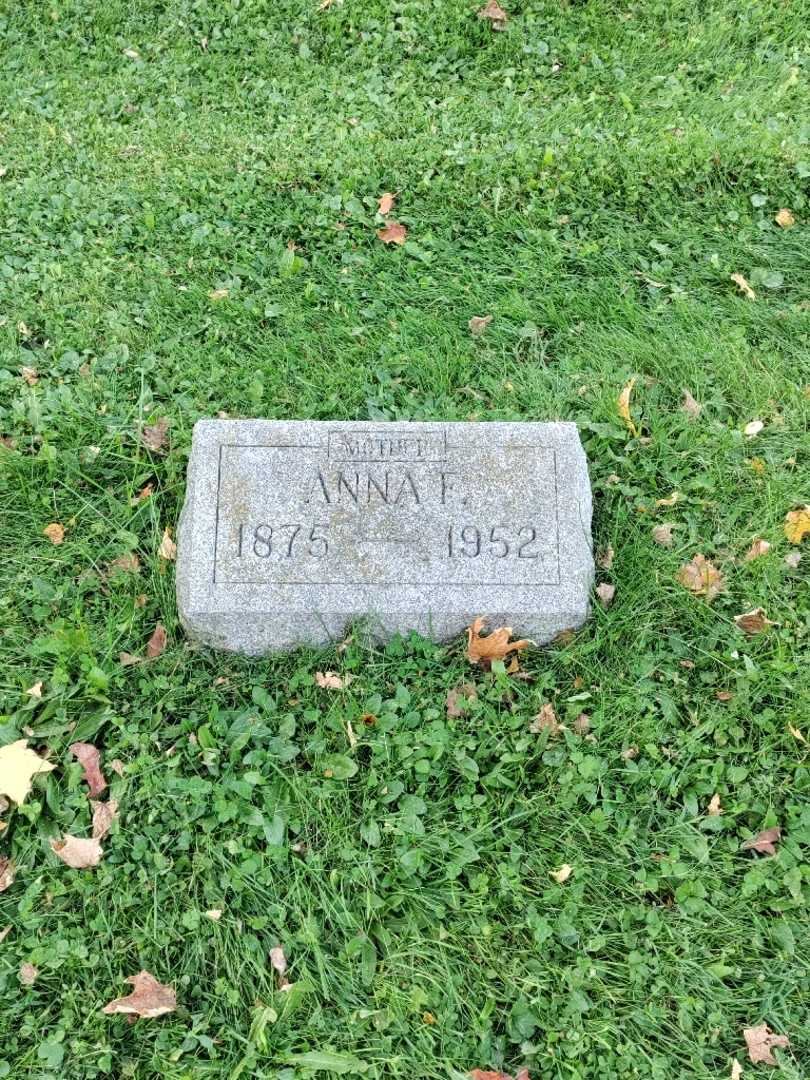 MOTHER
ANNA F.
1875 — 1952